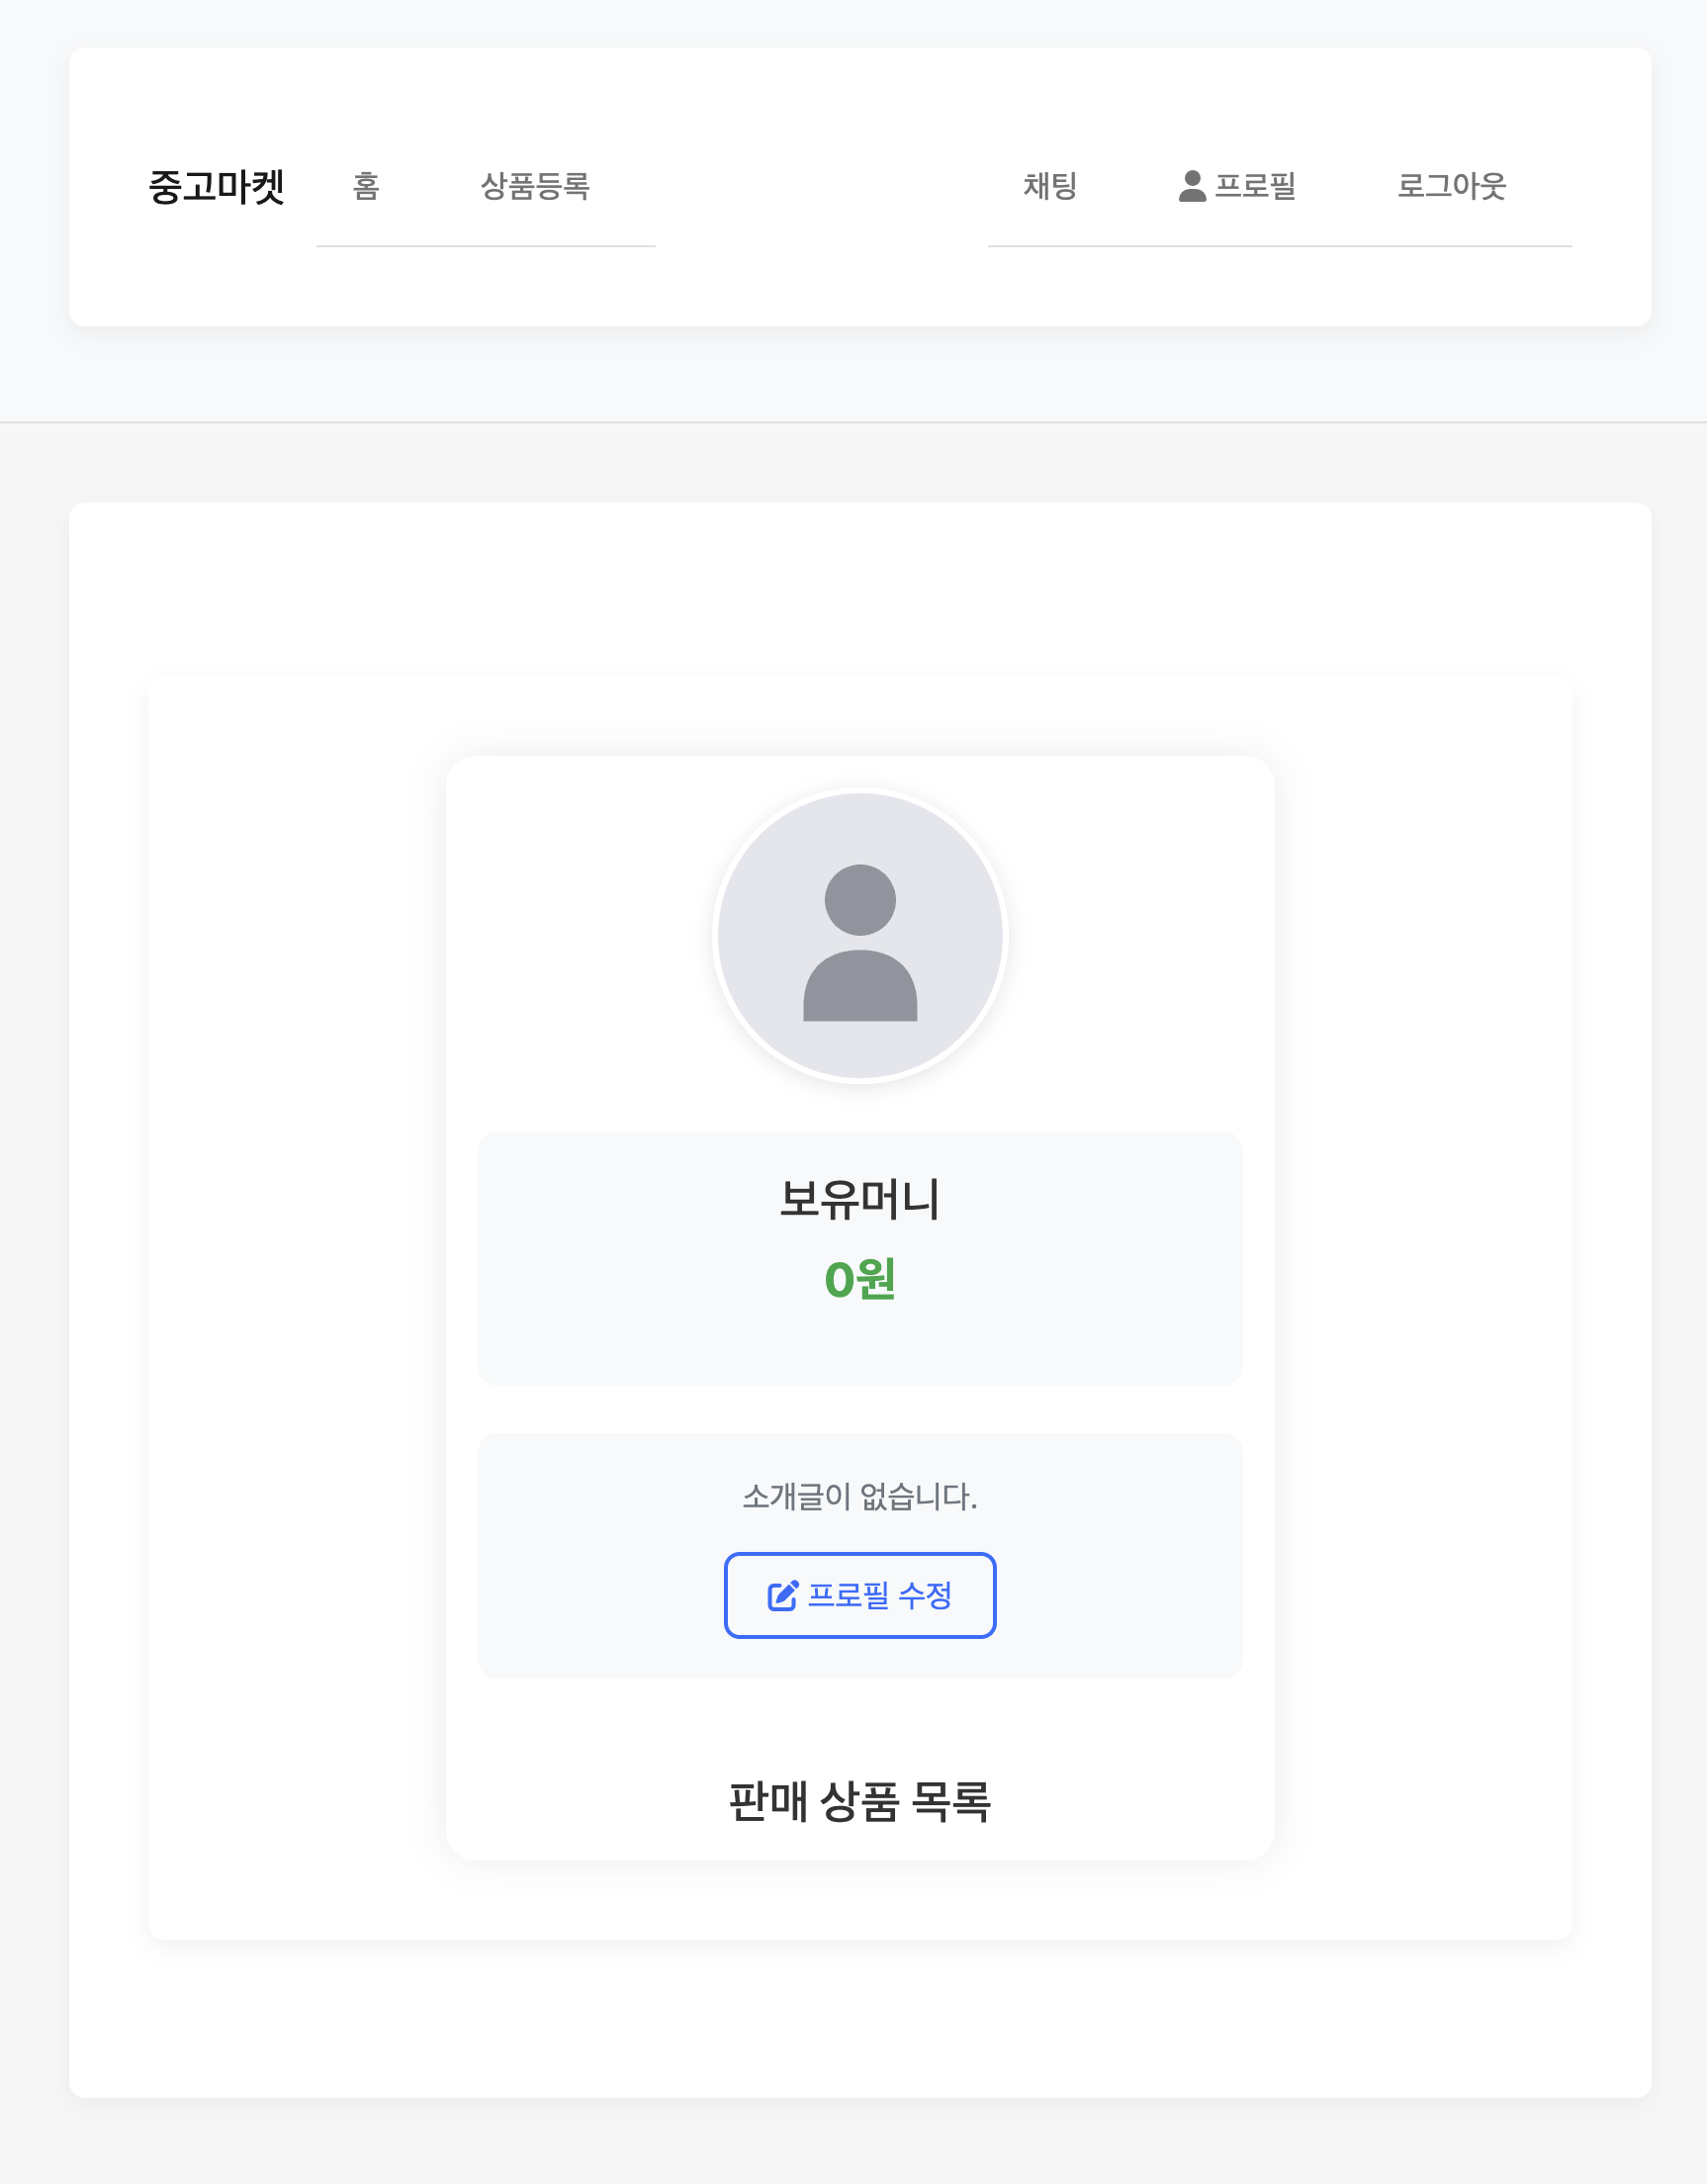 중고마켓 홈 상품등록 채팅 프로필 로그아웃
보유머니
0원
소개글이 없습니다.
프로필 수정
판매 상품 목록